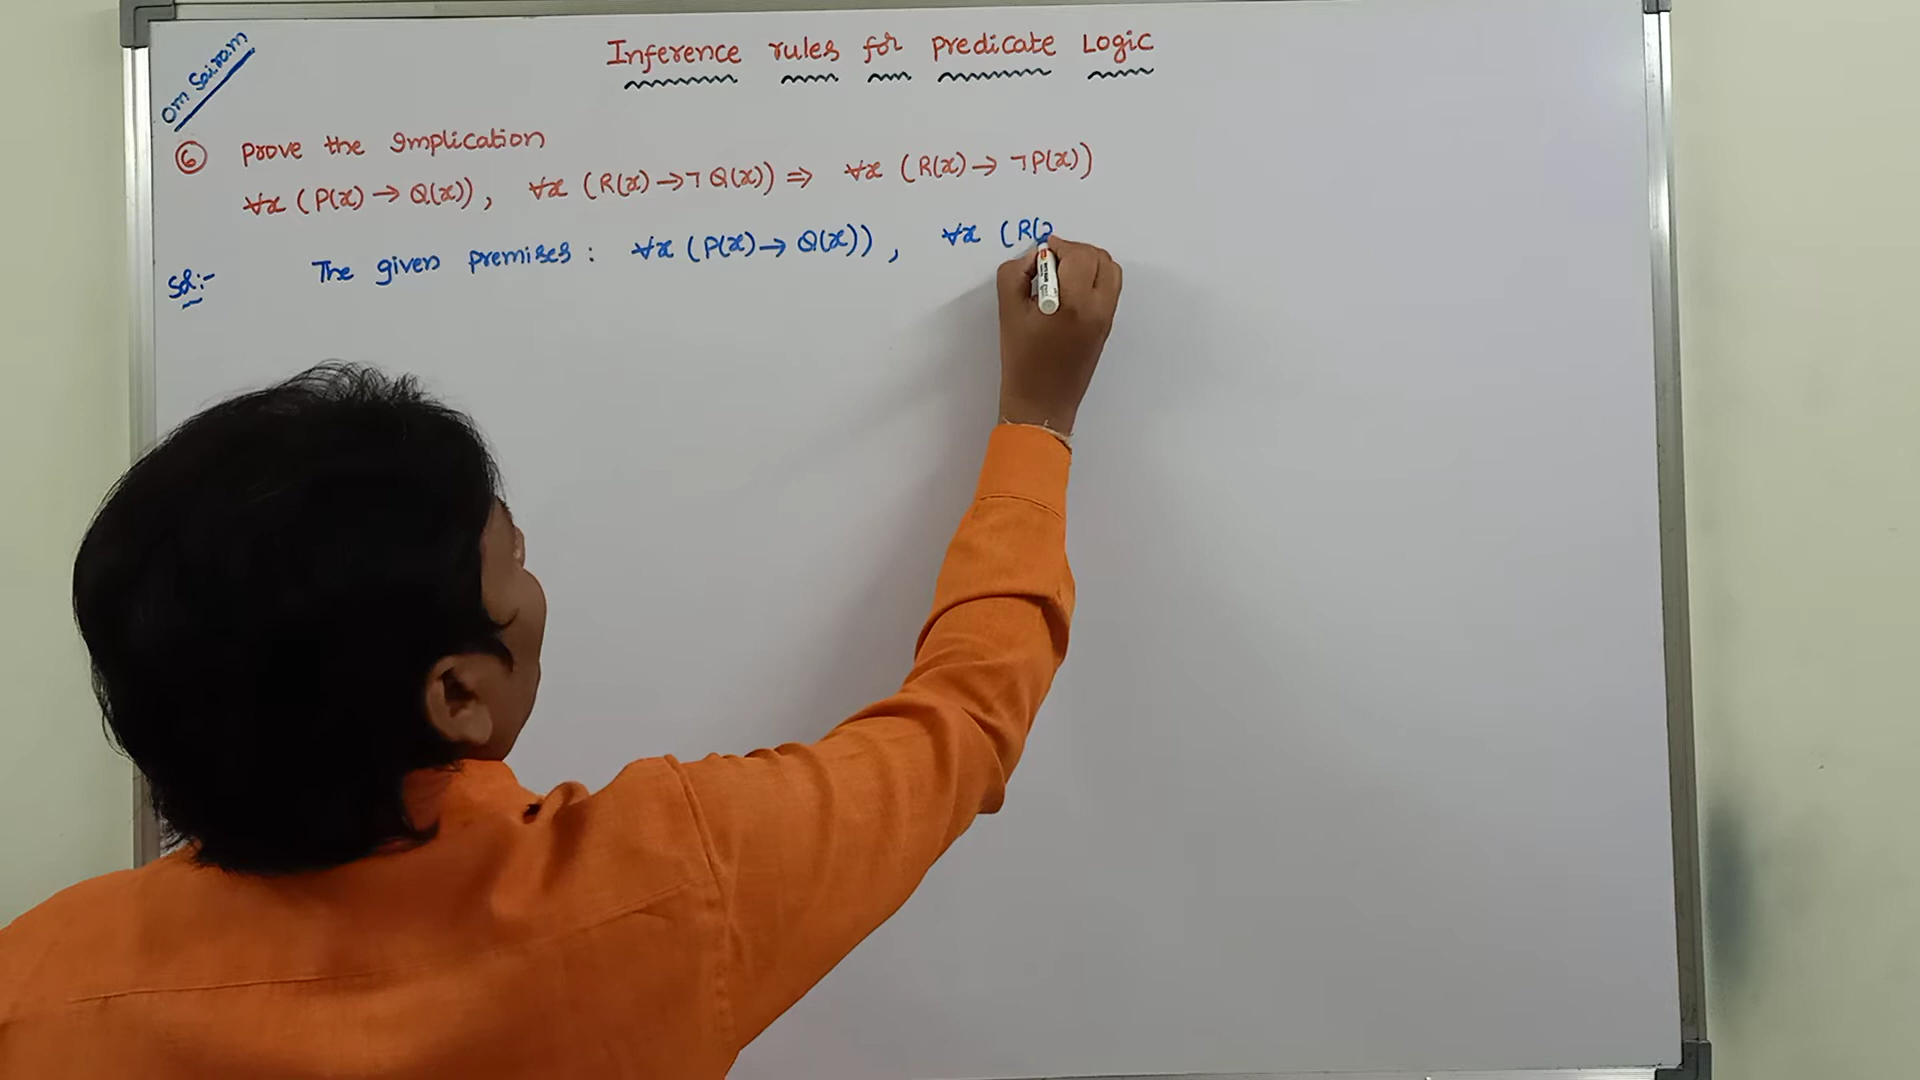 Om Sairam
Inference rules for predicate Logic
⑥ Prove the Implication
∀x (P(x) → Q(x)), ∀x (R(x) → ¬ Q(x)) ⇒ ∀x (R(x) → ¬P(x))
Sol:- The given premises : ∀x (P(x) → Q(x)), ∀x (R(x